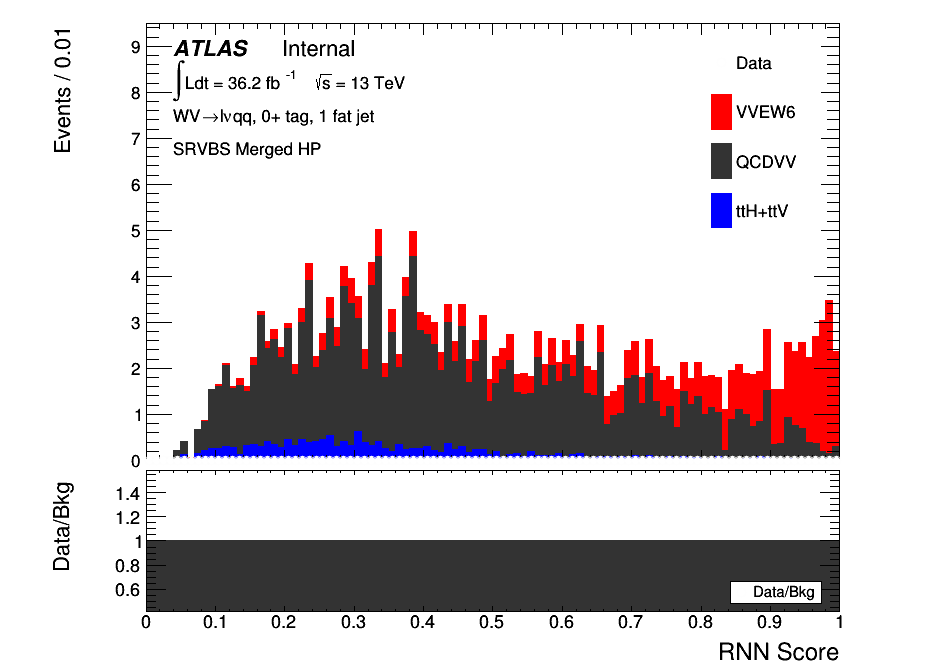 Events / 0.01
9
8
7
6
5
4
3
2
1
0
ATLAS Internal
∫Ldt = 36.2 fb⁻¹ √s = 13 TeV
WV→lνqq, 0+ tag, 1 fat jet
SRVBS Merged HP
Data
VVEW6
QCDVV
ttH+ttV
Data/Bkg
1.4
1.2
1
0.8
0.6
Data/Bkg
0 0.1 0.2 0.3 0.4 0.5 0.6 0.7 0.8 0.9 1
RNN Score